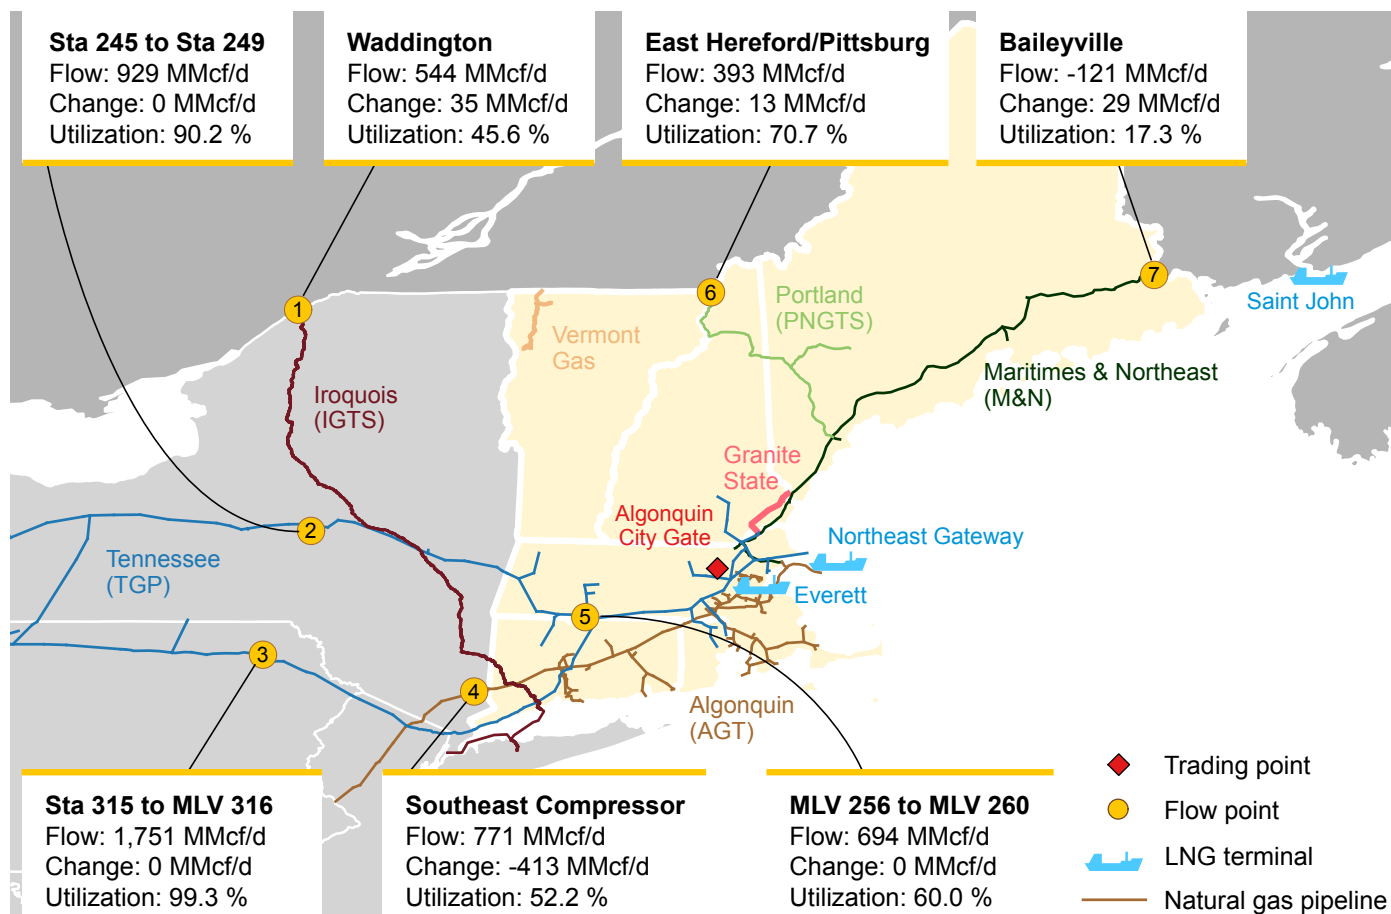 Sta 245 to Sta 249
Flow: 929 MMcf/d
Change: 0 MMcf/d
Utilization: 90.2 %
Waddington
Flow: 544 MMcf/d
Change: 35 MMcf/d
Utilization: 45.6 %
East Hereford/Pittsburg
Flow: 393 MMcf/d
Change: 13 MMcf/d
Utilization: 70.7 %
Baileyville
Flow: -121 MMcf/d
Change: 29 MMcf/d
Utilization: 17.3 %
1
6
7
Saint John
Portland
(PNGTS)
Vermont
Gas
Maritimes & Northeast
(M&N)
Iroquois
(IGTS)
Granite
State
Algonquin
City Gate
2
Northeast Gateway
Tennessee
(TGP)
Everett
5
3
4
Algonquin
(AGT)
Sta 315 to MLV 316
Flow: 1,751 MMcf/d
Change: 0 MMcf/d
Utilization: 99.3 %
Southeast Compressor
Flow: 771 MMcf/d
Change: -413 MMcf/d
Utilization: 52.2 %
MLV 256 to MLV 260
Flow: 694 MMcf/d
Change: 0 MMcf/d
Utilization: 60.0 %
Trading point
Flow point
LNG terminal
Natural gas pipeline